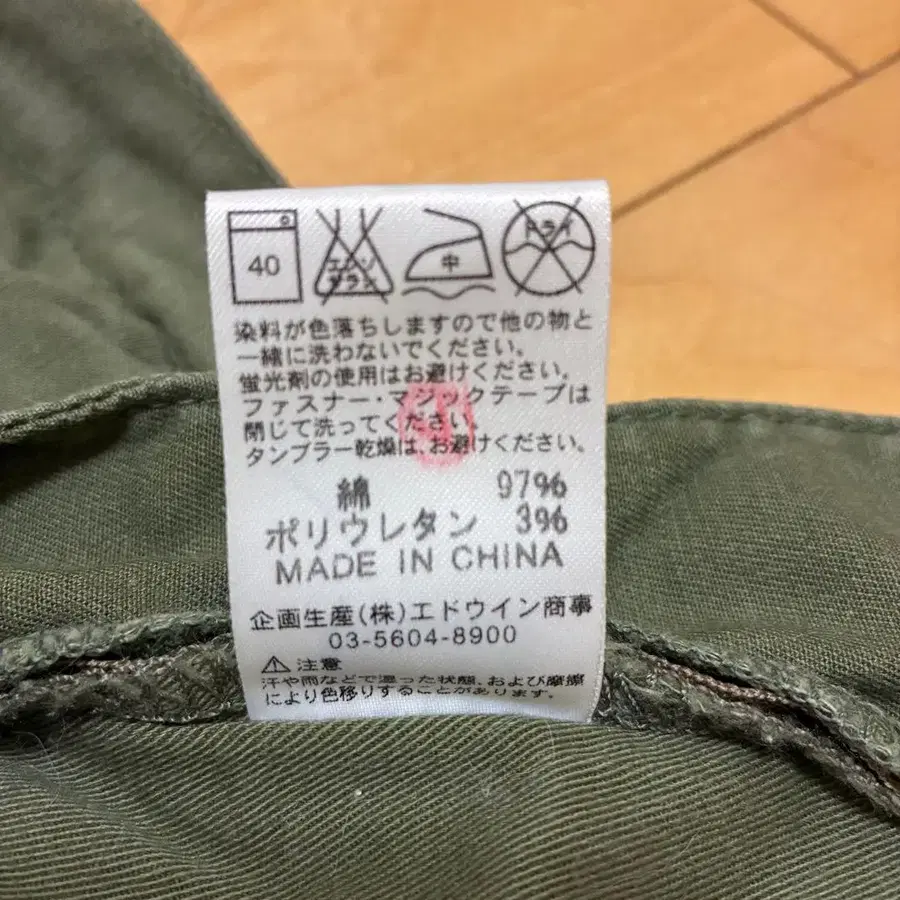 40
エンソ
サラシ
中
ドライ
染料が色落ちしますので他の物と
一緒に洗わないでください。
蛍光剤の使用はお避けください。
ファスナー・マジックテープは
閉じて洗ってください。
タンブラー乾燥は、お避けください。
綿 97%
ポリウレタン 3%
MADE IN CHINA
企画生産(株)エドウイン商事
03-5604-8900
⚠注意
汗や雨などで湿った状態、および摩擦
により色移りすることがあります。